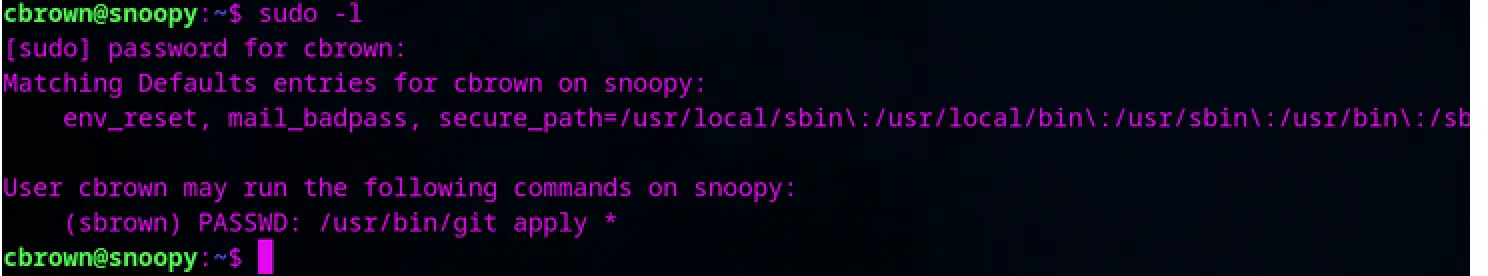 cbrown@snoopy:~$ sudo -l
[sudo] password for cbrown:
Matching Defaults entries for cbrown on snoopy:
    env_reset, mail_badpass, secure_path=/usr/local/sbin\:/usr/local/bin\:/usr/sbin\:/usr/bin\:/sb
User cbrown may run the following commands on snoopy:
    (sbrown) PASSWD: /usr/bin/git apply *
cbrown@snoopy:~$